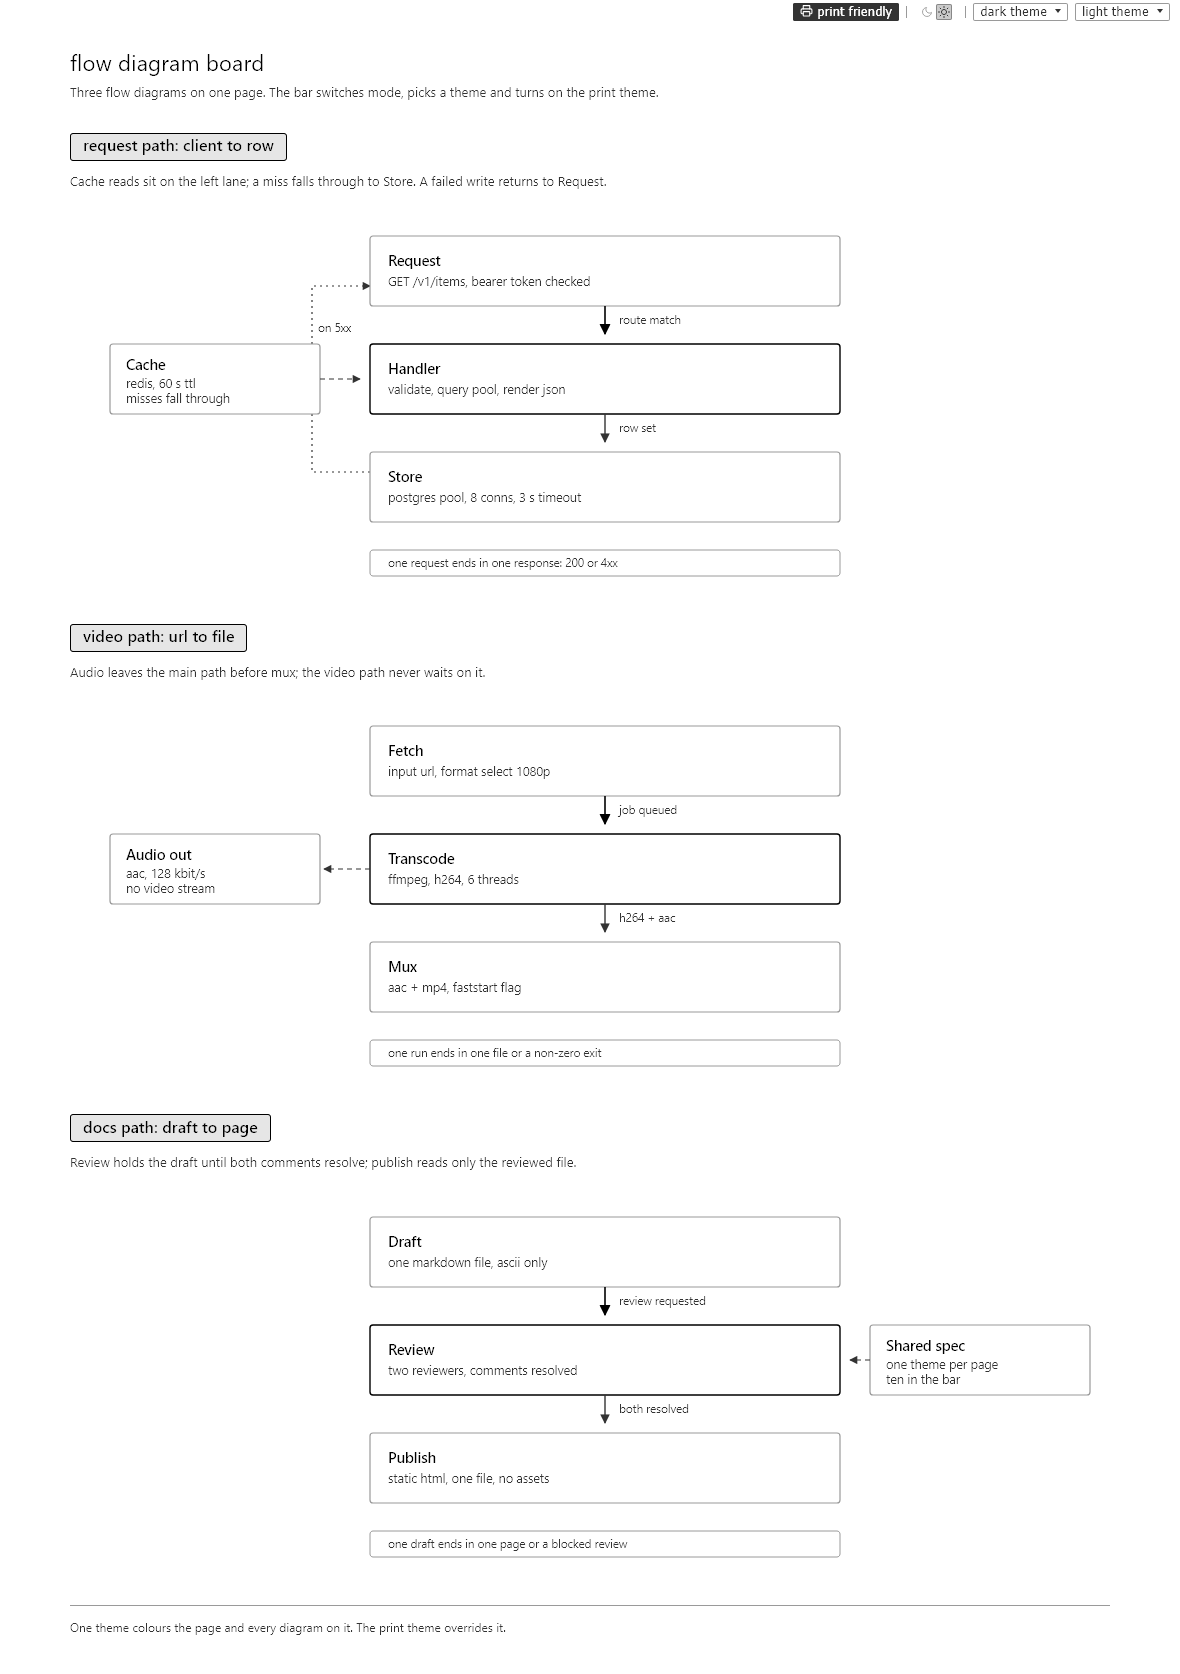 print friendly
dark theme
light theme
flow diagram board
Three flow diagrams on one page. The bar switches mode, picks a theme and turns on the print theme.
request path: client to row
Cache reads sit on the left lane; a miss falls through to Store. A failed write returns to Request.
Request
GET /v1/items, bearer token checked
route match
on 5xx
Cache
redis, 60 s ttl
misses fall through
Handler
validate, query pool, render json
row set
Store
postgres pool, 8 conns, 3 s timeout
one request ends in one response: 200 or 4xx
video path: url to file
Audio leaves the main path before mux; the video path never waits on it.
Fetch
input url, format select 1080p
job queued
Audio out
aac, 128 kbit/s
no video stream
Transcode
ffmpeg, h264, 6 threads
h264 + aac
Mux
aac + mp4, faststart flag
one run ends in one file or a non-zero exit
docs path: draft to page
Review holds the draft until both comments resolve; publish reads only the reviewed file.
Draft
one markdown file, ascii only
review requested
Review
two reviewers, comments resolved
Shared spec
one theme per page
ten in the bar
both resolved
Publish
static html, one file, no assets
one draft ends in one page or a blocked review
One theme colours the page and every diagram on it. The print theme overrides it.